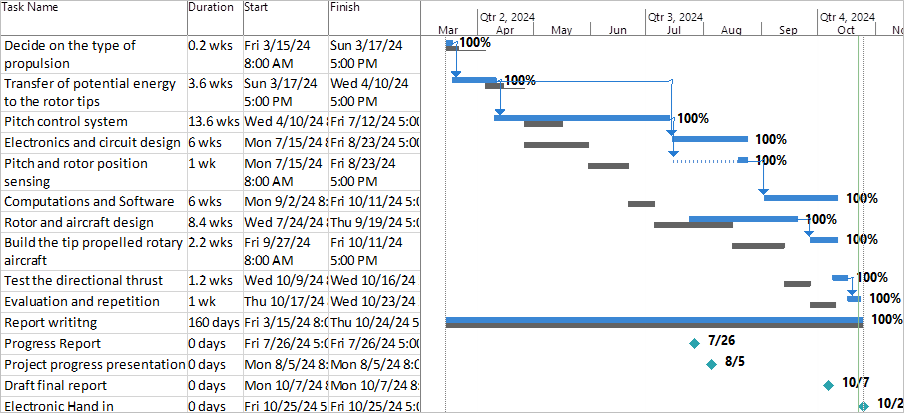 Task Name Duration Start Finish
Qtr 2, 2024 Qtr 3, 2024 Qtr 4, 2024
Mar Apr May Jun Jul Aug Sep Oct No
Decide on the type of 0.2 wks Fri 3/15/24 Sun 3/17/24 100%
propulsion 8:00 AM 5:00 PM
Transfer of potential energy 3.6 wks Sun 3/17/24 Wed 4/10/24 100%
to the rotor tips 5:00 PM 5:00 PM
Pitch control system 13.6 wks Wed 4/10/24 8: Fri 7/12/24 5:00 100%
Electronics and circuit design 6 wks Mon 7/15/24 8: Fri 8/23/24 5:00 100%
Pitch and rotor position 1 wk Mon 7/15/24 Fri 8/23/24 100%
sensing 8:00 AM 5:00 PM
Computations and Software 6 wks Mon 9/2/24 8: Fri 10/11/24 5: 100%
Rotor and aircraft design 8.4 wks Wed 7/24/24 Thu 9/19/24 5: 100%
Build the tip propelled rotary 2.2 wks Fri 9/27/24 Fri 10/11/24 100%
aircraft 8:00 AM 5:00 PM
Test the directional thrust 1.2 wks Wed 10/9/24 Wed 10/16/24 100%
Evaluation and repetition 1 wk Thu 10/17/24 Wed 10/23/24 100%
Report writitng 160 days Fri 3/15/24 8:0 Thu 10/24/24 5 100%
Progress Report 0 days Fri 7/26/24 5:0 Fri 7/26/24 5:00 7/26
Project progress presentation 0 days Mon 8/5/24 8: Mon 8/5/24 8: 8/5
Draft final report 0 days Mon 10/7/24 8 Mon 10/7/24 8: 10/7
Electronic Hand in 0 days Fri 10/25/24 5 Fri 10/25/24 5: 10/2